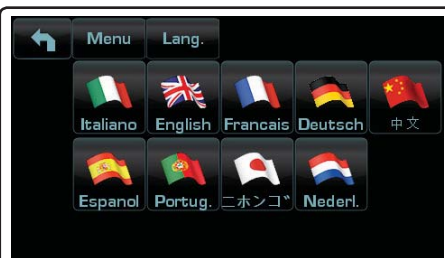 Menu Lang.
Italiano English Francais Deutsch 中文
Espanol Portug. ニホンゴ Nederl.